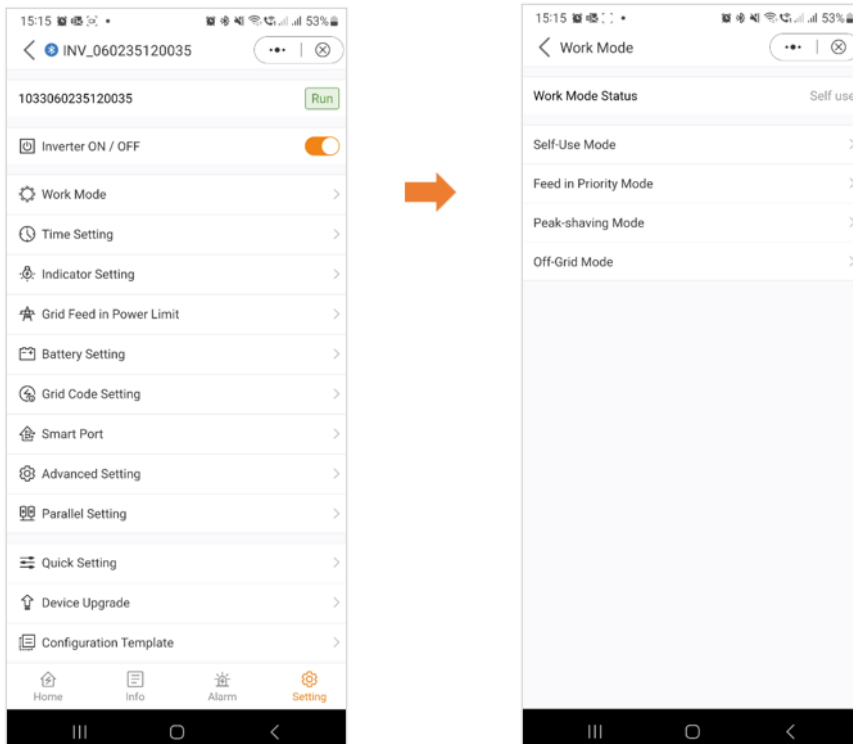 15:15 53%
INV_060235120035
1033060235120035 Run
Inverter ON / OFF
Work Mode
Time Setting
Indicator Setting
Grid Feed in Power Limit
Battery Setting
Grid Code Setting
Smart Port
Advanced Setting
Parallel Setting
Quick Setting
Device Upgrade
Configuration Template
Home Info Alarm Setting
15:15 53%
Work Mode
Work Mode Status Self use
Self-Use Mode
Feed in Priority Mode
Peak-shaving Mode
Off-Grid Mode